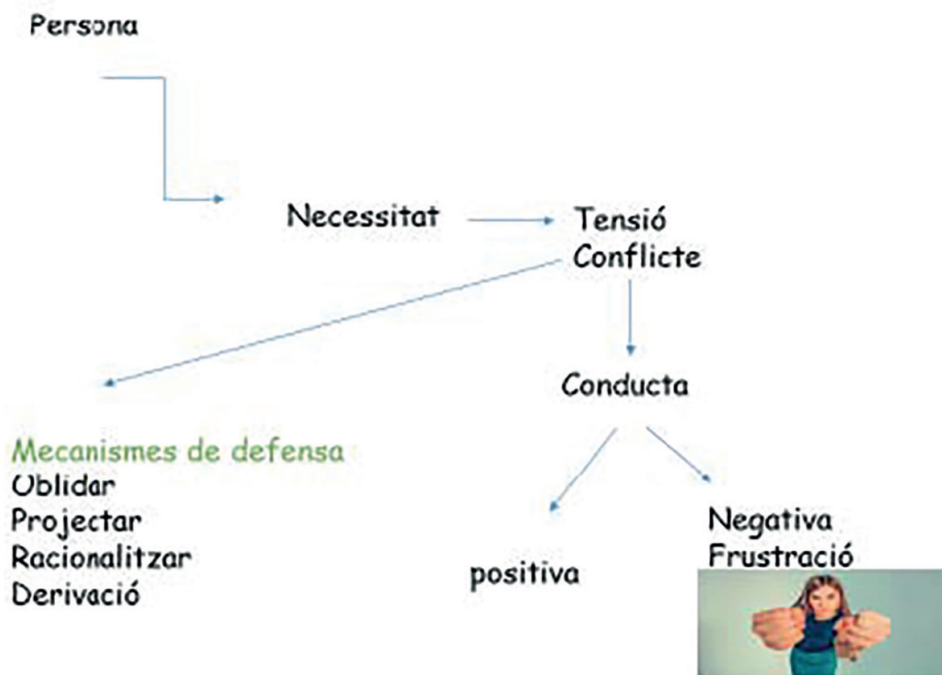 Persona
Necessitat
Tensió
Conflicte
Conducta
Mecanismes de defensa
Oblidar
Projectar
Racionalitzar
Derivació
positiva
Negativa
Frustració